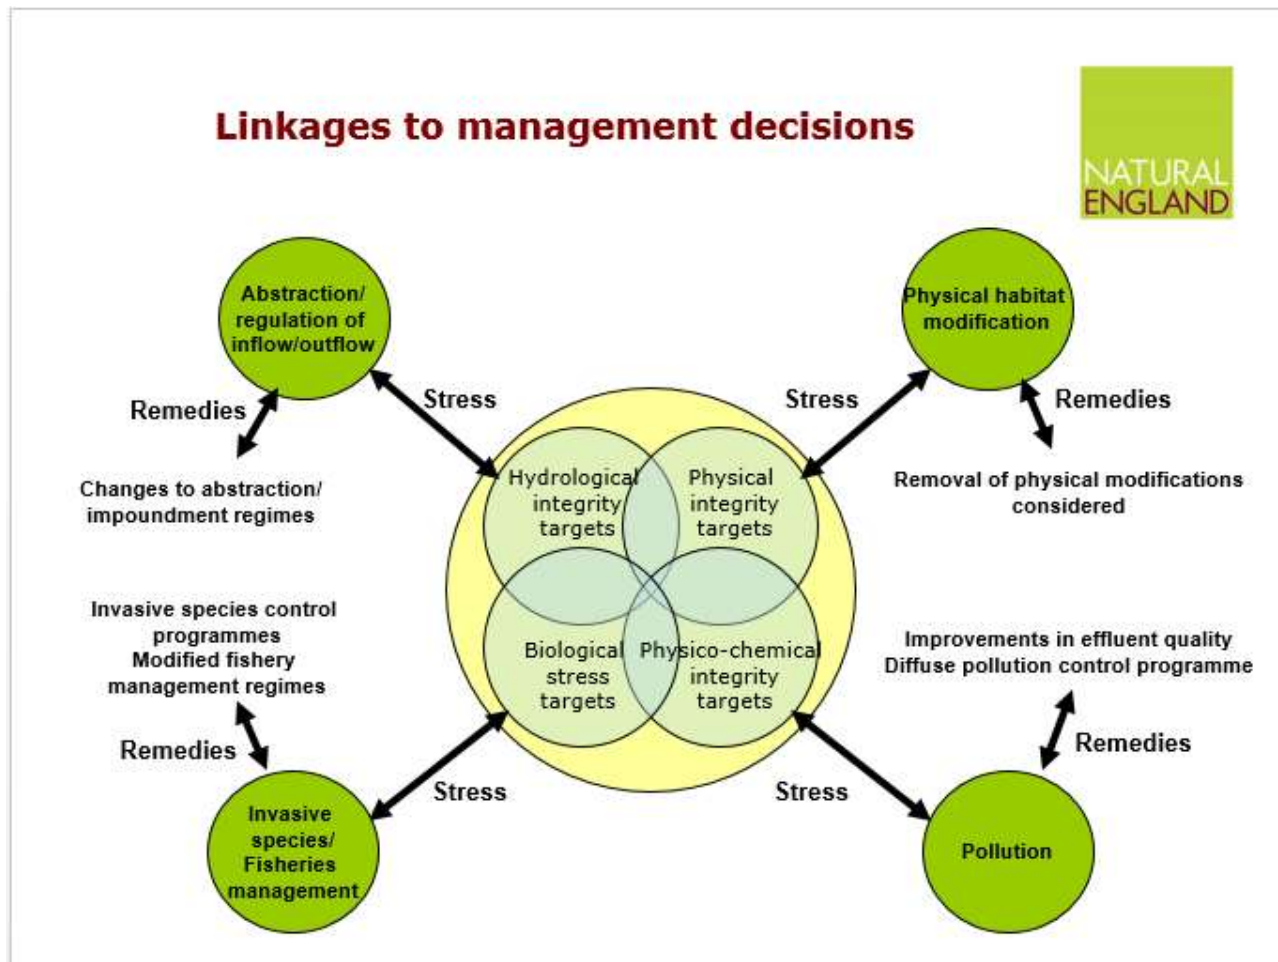 Linkages to management decisions
NATURAL
ENGLAND
Abstraction/
regulation of
inflow/outflow
Physical habitat
modification
Remedies
Stress
Stress
Remedies
Changes to abstraction/
impoundment regimes
Hydrological
integrity
targets
Physical
integrity
targets
Removal of physical modifications
considered
Invasive species control
programmes
Modified fishery
management regimes
Biological
stress
targets
Physico-chemical
integrity
targets
Improvements in effluent quality
Diffuse pollution control programme
Remedies
Stress
Stress
Remedies
Invasive
species/
Fisheries
management
Pollution